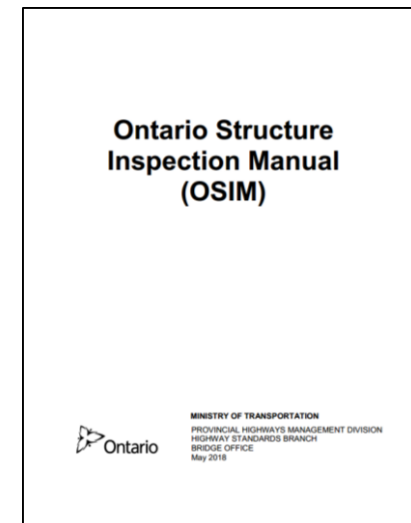 Ontario Structure
Inspection Manual
(OSIM)
MINISTRY OF TRANSPORTATION
PROVINCIAL HIGHWAYS MANAGEMENT DIVISION
HIGHWAY STANDARDS BRANCH
BRIDGE OFFICE
May 2018
Ontario